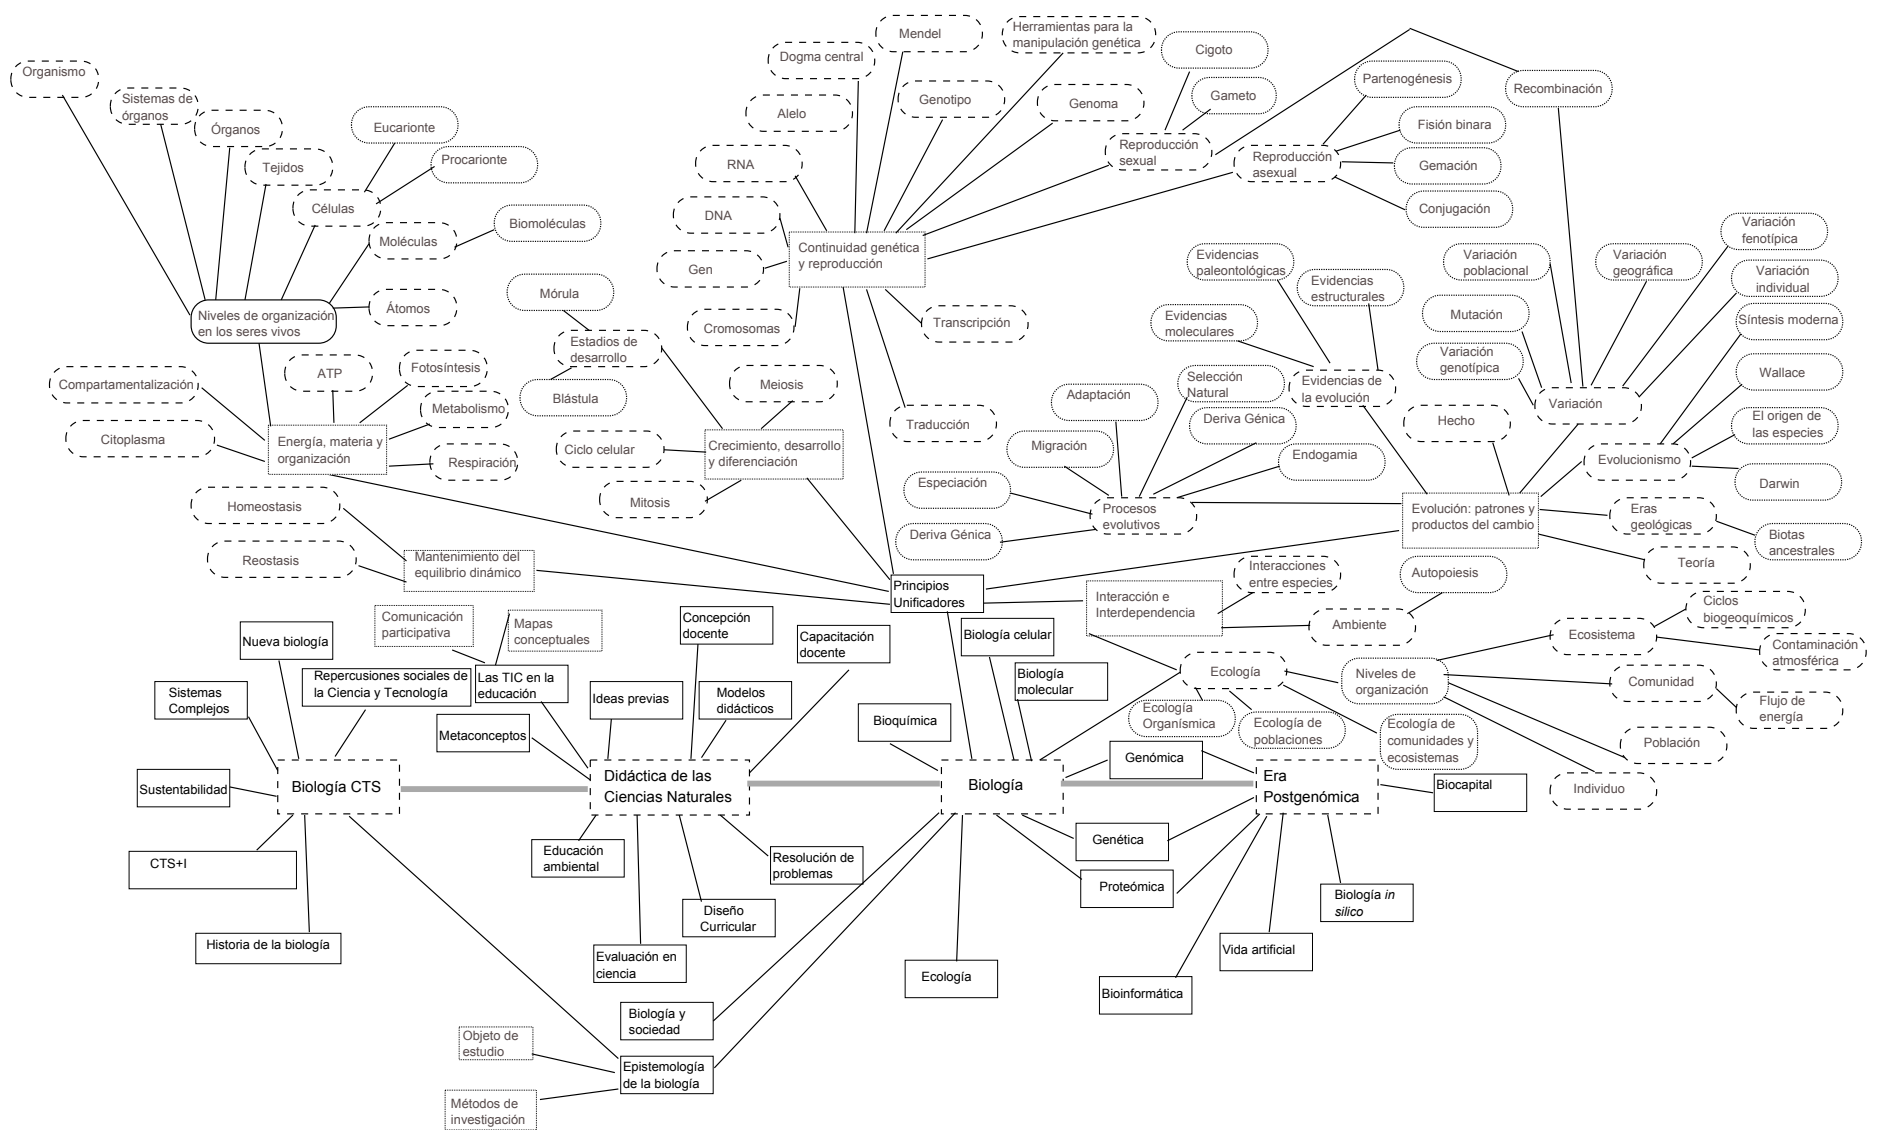 Organismo
Sistemas de
órganos
Órganos
Tejidos
Eucarionte
Procarionte
Células
Moléculas
Biomoléculas
Átomos
Niveles de organización
en los seres vivos
Compartamentalización
Citoplasma
ATP
Fotosíntesis
Metabolismo
Respiración
Energía, materia y
organización
Homeostasis
Reostasis
Mantenimiento del
equilibrio dinámico
Mórula
Estadios de
desarrollo
Blástula
Meiosis
Ciclo celular
Mitosis
Crecimiento, desarrollo
y diferenciación
Dogma central
Mendel
Herramientas para la
manipulación genética
Alelo
Genotipo
Genoma
RNA
DNA
Gen
Cromosomas
Continuidad genética
y reproducción
Transcripción
Traducción
Cigoto
Gameto
Reproducción
sexual
Partenogénesis
Fisión binara
Gemación
Conjugación
Reproducción
asexual
Recombinación
Evidencias
paleontológicas
Evidencias
estructurales
Evidencias
moleculares
Evidencias de
la evolución
Variación
poblacional
Variación
geográfica
Variación
fenotípica
Variación
individual
Mutación
Variación
genotípica
Variación
Síntesis moderna
Wallace
El origen de
las especies
Darwin
Evolucionismo
Hecho
Adaptación
Selección
Natural
Deriva Génica
Endogamia
Migración
Especiación
Deriva Génica
Procesos
evolutivos
Evolución: patrones y
productos del cambio
Eras
geológicas
Biotas
ancestrales
Teoría
Principios
Unificadores
Interacción e
Interdependencia
Interacciones
entre especies
Autopoiesis
Ambiente
Ecología
Ecología
Organísmica
Ecología de
poblaciones
Ecología de
comunidades y
ecosistemas
Niveles de
organización
Ecosistema
Ciclos
biogeoquímicos
Contaminación
atmosférica
Comunidad
Flujo de
energía
Población
Individuo
Nueva biología
Comunicación
participativa
Mapas
conceptuales
Concepción
docente
Capacitación
docente
Repercusiones sociales de
la Ciencia y Tecnología
Las TIC en la
educación
Sistemas
Complejos
Ideas previas
Modelos
didácticos
Metaconceptos
Sustentabilidad
Biología CTS
Didáctica de las
Ciencias Naturales
CTS+I
Historia de la biología
Educación
ambiental
Resolución de
problemas
Diseño
Curricular
Evaluación en
ciencia
Biología celular
Biología
molecular
Bioquímica
Biología
Genómica
Era
Postgenómica
Biocapital
Genética
Proteómica
Biología in
silico
Vida artificial
Bioinformática
Ecología
Biología y
sociedad
Objeto de
estudio
Epistemología
de la biología
Métodos de
investigación